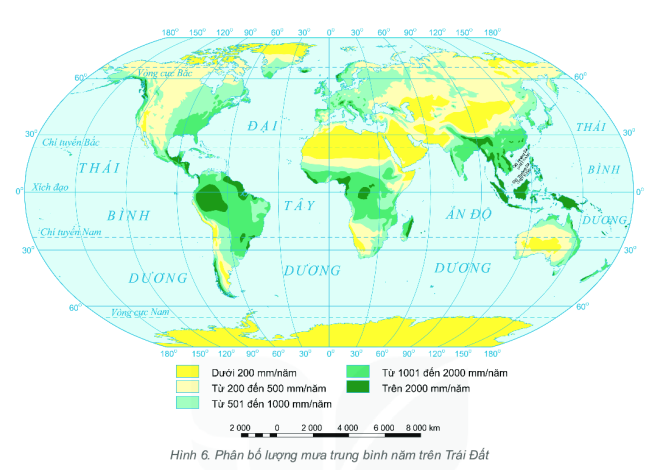 180° 150° 120° 90° 60° 30° 0° 30° 60° 90° 120° 150° 180°
Vòng cực Bắc
60° 60°
ĐẠI
THÁI
30° 30°
Chí tuyến Bắc
THÁI
BÌNH
Xích đạo
0° 0°
TÂY
ẤN ĐỘ
BÌNH
DƯƠNG
Chí tuyến Nam
30° 30°
DƯƠNG
DƯƠNG
DƯƠNG
60° 60°
Vòng cực Nam
180° 150° 120° 90° 60° 30° 0° 30° 60° 90° 120° 150° 180°
Dưới 200 mm/năm
Từ 1001 đến 2000 mm/năm
Từ 200 đến 500 mm/năm
Trên 2000 mm/năm
Từ 501 đến 1000 mm/năm
2 000 0 2 000 4 000 6 000 8 000 km
Hình 6. Phân bố lượng mưa trung bình năm trên Trái Đất